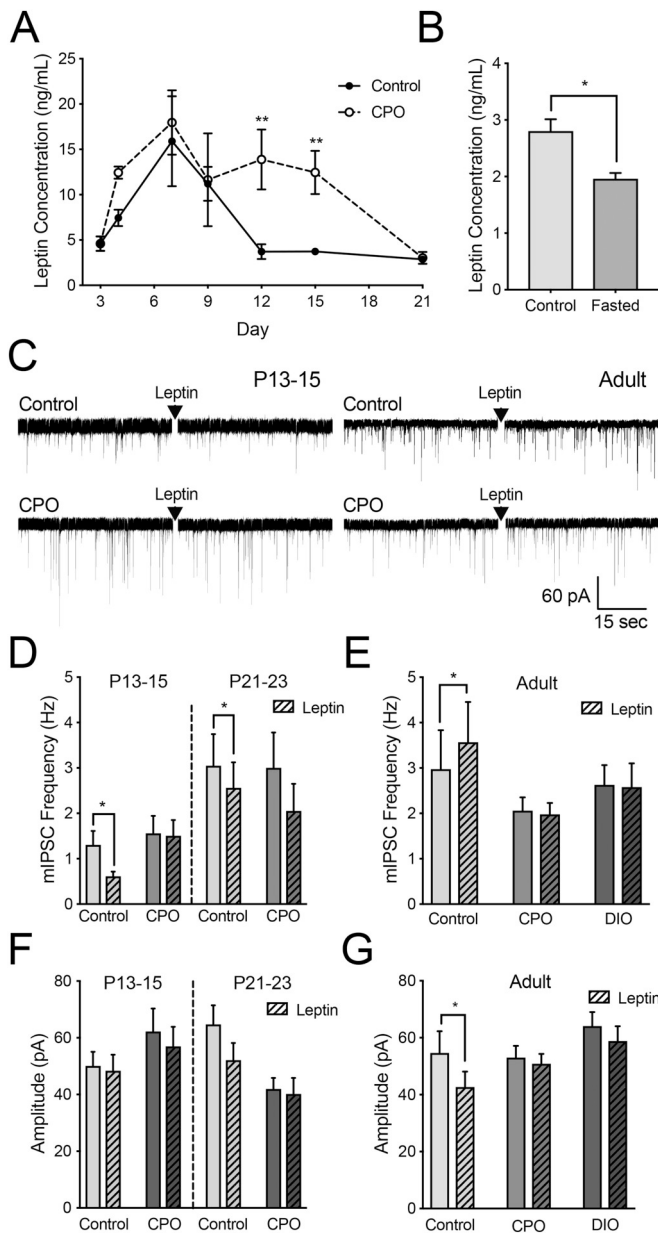 A
Leptin Concentration (ng/mL)
25
20
15
10
5
0
3
6
9
12
15
18
21
Day
Control
CPO
**
**
B
Leptin Concentration (ng/mL)
4
3
2
1
0
*
Control
Fasted
C
P13-15
Adult
Control
Leptin
Control
Leptin
CPO
Leptin
CPO
Leptin
60 pA
15 sec
D
P13-15
P21-23
Leptin
mIPSC Frequency (Hz)
5
4
3
2
1
0
*
*
Control
CPO
Control
CPO
E
Adult
Leptin
mIPSC Frequency (Hz)
5
4
3
2
1
0
*
Control
CPO
DIO
F
P13-15
P21-23
Leptin
Amplitude (pA)
80
60
40
20
0
Control
CPO
Control
CPO
G
Adult
Leptin
Amplitude (pA)
80
60
40
20
0
*
Control
CPO
DIO